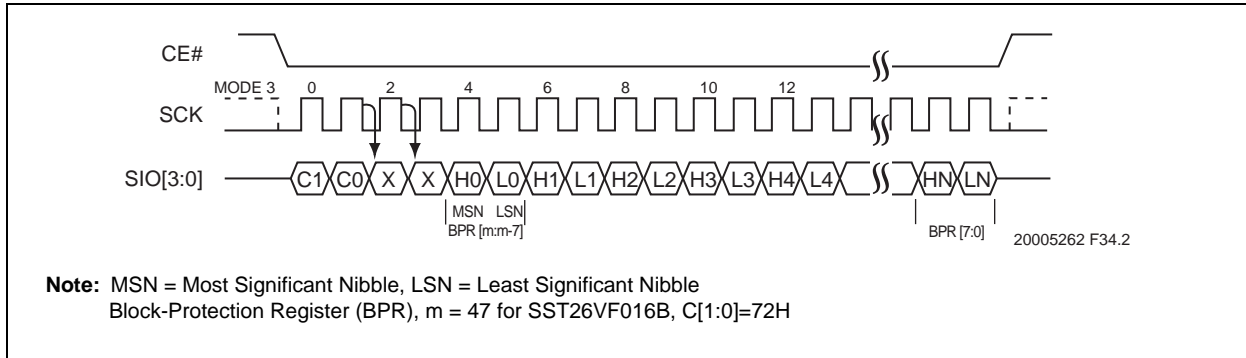 CE#
MODE 3 0 2 4 6 8 10 12
SCK
SIO[3:0] C1 C0 X X H0 L0 H1 L1 H2 L2 H3 L3 H4 L4 HN LN
MSN LSN
BPR [m:m-7]
BPR [7:0]
20005262 F34.2
Note: MSN = Most Significant Nibble, LSN = Least Significant Nibble
Block-Protection Register (BPR), m = 47 for SST26VF016B, C[1:0]=72H